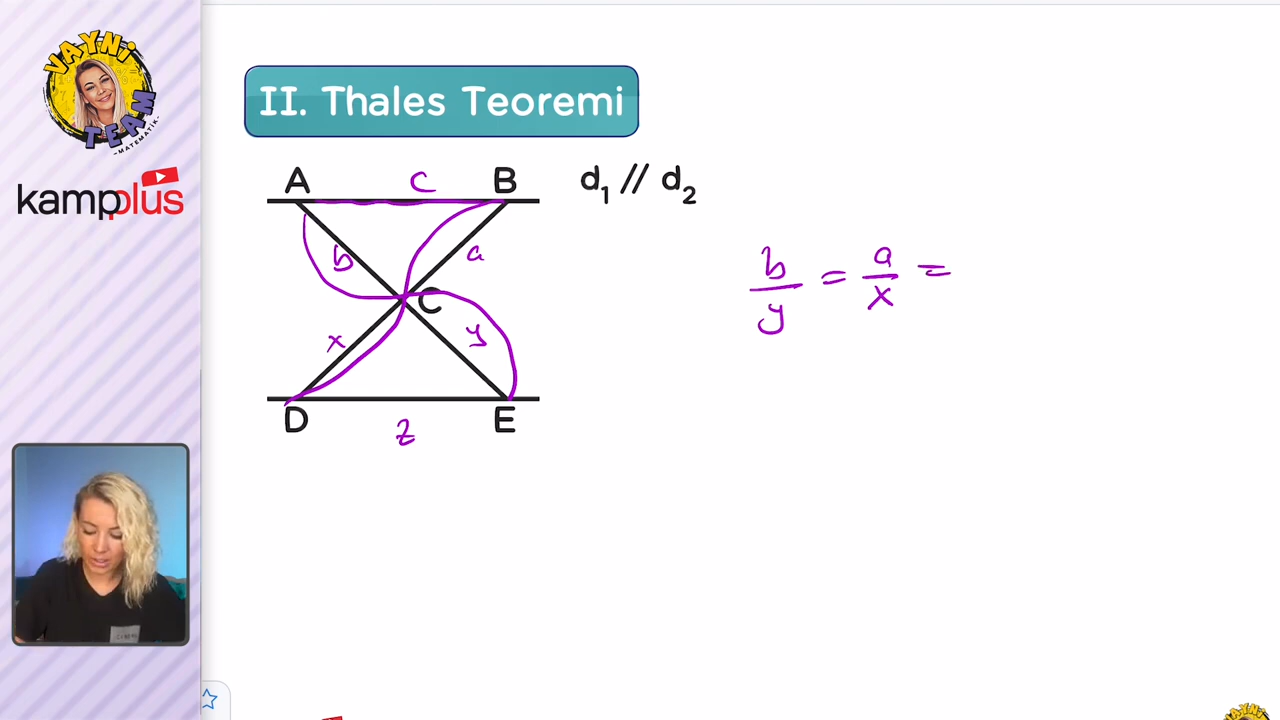 VAYNİ
TEAM
-MATEMATİK-
kampplus
II. Thales Teoremi
A c B d₁ // d₂
b a
C
x y
D E
z
b/y = a/x =